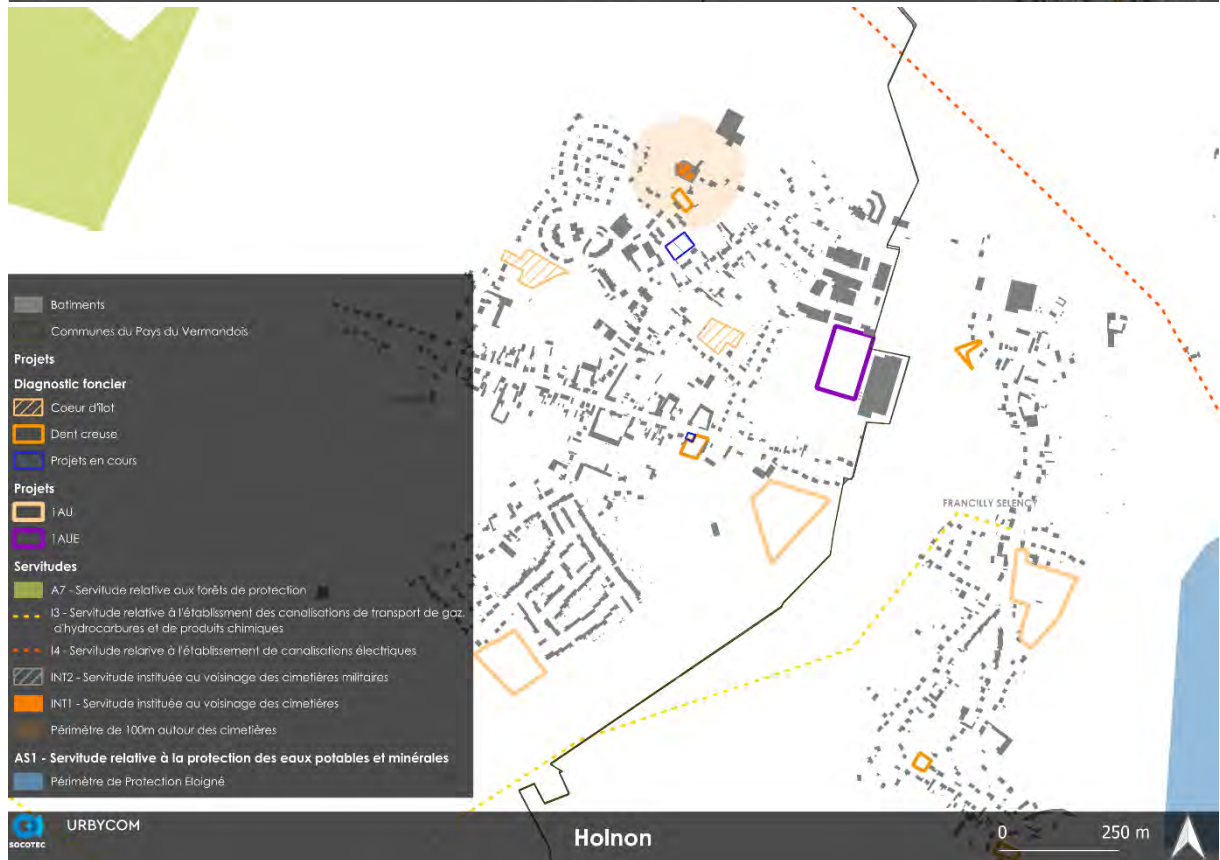 Batiments
Communes du Pays du Vermandois
Projets
Diagnostic foncier
Coeur d'îlot
Dent creuse
Projets en cours
Projets
1AU
1AUE
Servitudes
A7 - Servitude relative aux forêts de protection
I3 - Servitude relative à l'établissment des canalisations de transport de gaz,
d'hydrocarbures et de produits chimiques
I4 - Servitude relarive à l'établissement de canalisations électriques
INT2 - Servitude instituée au voisinage des cimetières militaires
INT1 - Servitude instituée au voisinage des cimetières
Périmètre de 100m autour des cimetières
AS1 - Servitude relative à la protection des eaux potables et minérales
Périmètre de Protection Eloigné
FRANCILLY SELENCY
SOCOTEC
URBYCOM
Holnon
0 250 m